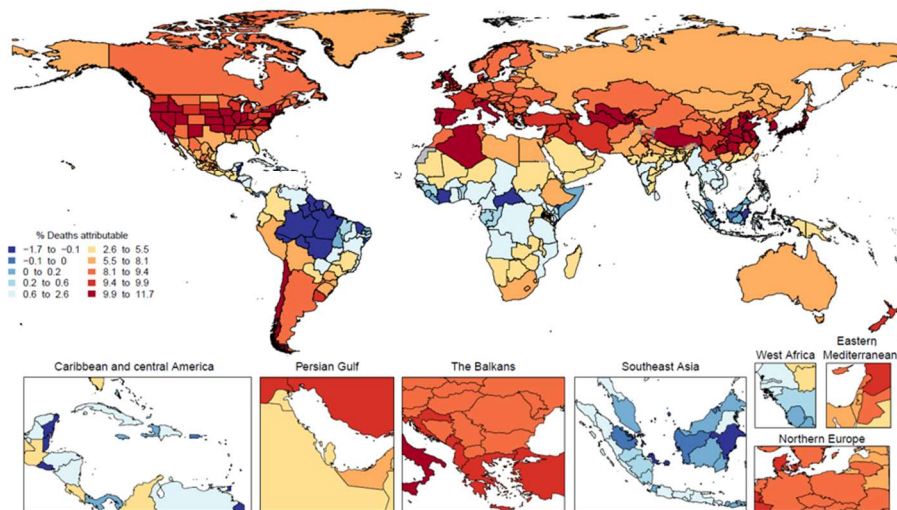 % Deaths attributable
−1.7 to −0.1
−0.1 to 0
0 to 0.2
0.2 to 0.6
0.6 to 2.6
2.6 to 5.5
5.5 to 8.1
8.1 to 9.4
9.4 to 9.9
9.9 to 11.7
Caribbean and central America
Persian Gulf
The Balkans
Southeast Asia
West Africa
Eastern
Mediterranean
Northern Europe